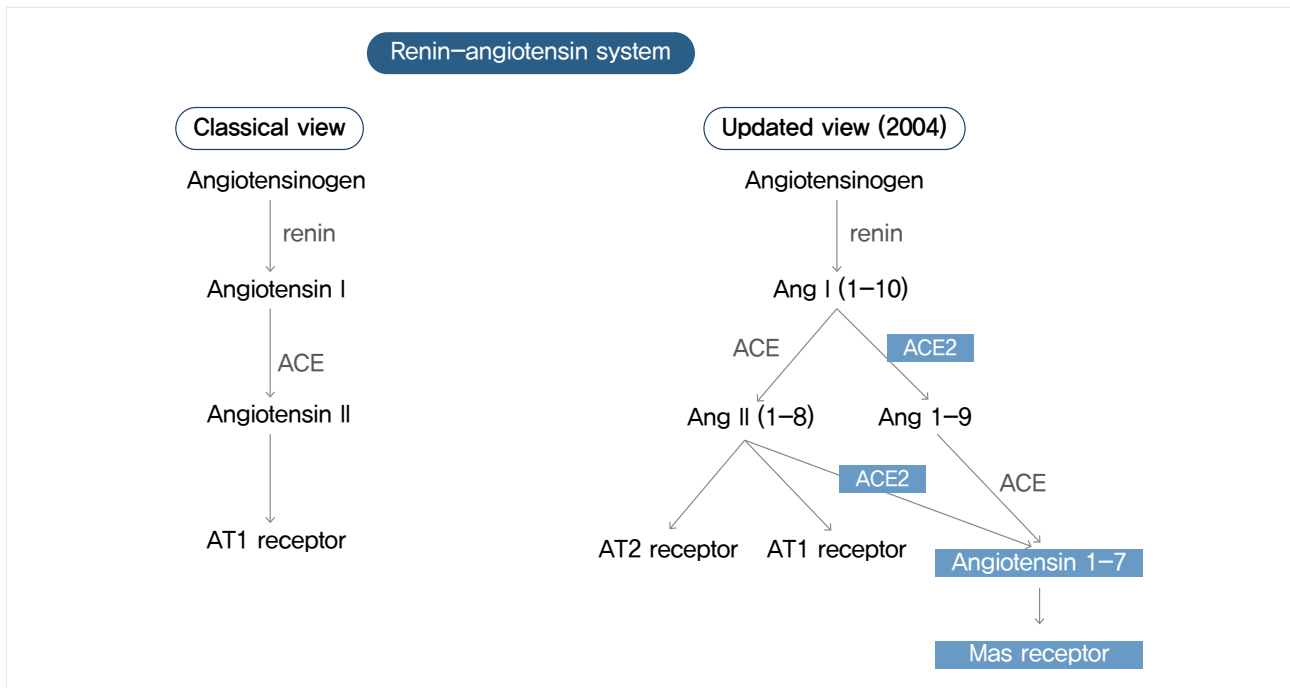 Renin-angiotensin system
Classical view
Angiotensinogen
renin
Angiotensin I
ACE
Angiotensin II
AT1 receptor
Updated view (2004)
Angiotensinogen
renin
Ang I (1-10)
ACE
ACE2
Ang II (1-8)
Ang 1-9
ACE2
ACE
AT2 receptor
AT1 receptor
Angiotensin 1-7
Mas receptor